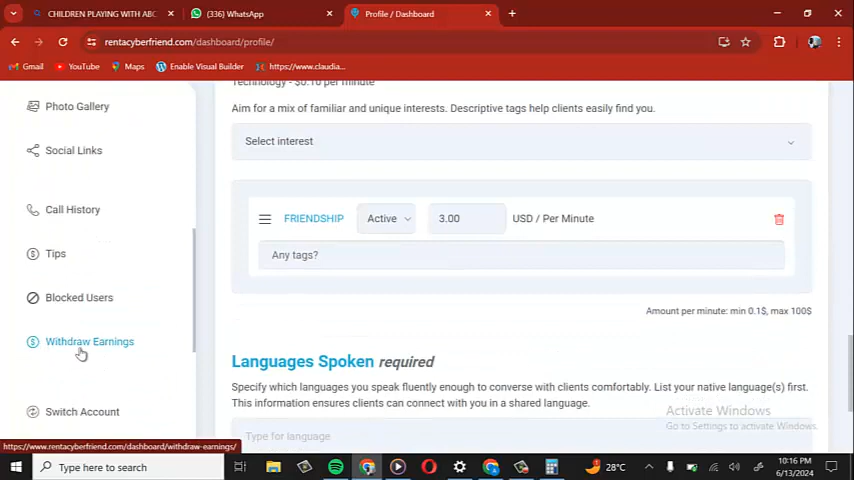 CHILDREN PLAYING WITH ABC
(336) WhatsApp
Profile / Dashboard
rentacyberfriend.com/dashboard/profile/
Gmail
YouTube
Maps
Enable Visual Builder
https://www.claudia...
Photo Gallery
Social Links
Call History
Tips
Blocked Users
Withdraw Earnings
Switch Account
Technology - $0.10 per minute
Aim for a mix of familiar and unique interests. Descriptive tags help clients easily find you.
Select interest
FRIENDSHIP
Active
3.00
USD / Per Minute
Any tags?
Amount per minute: min 0.1$, max 100$
Languages Spoken required
Specify which languages you speak fluently enough to converse with clients comfortably. List your native language(s) first.
This information ensures clients can connect with you in a shared language.
Type for language
Activate Windows
Go to Settings to activate Windows.
https://www.rentacyberfriend.com/dashboard/withdraw-earnings/
Type here to search
28°C
10:16 PM
6/13/2024